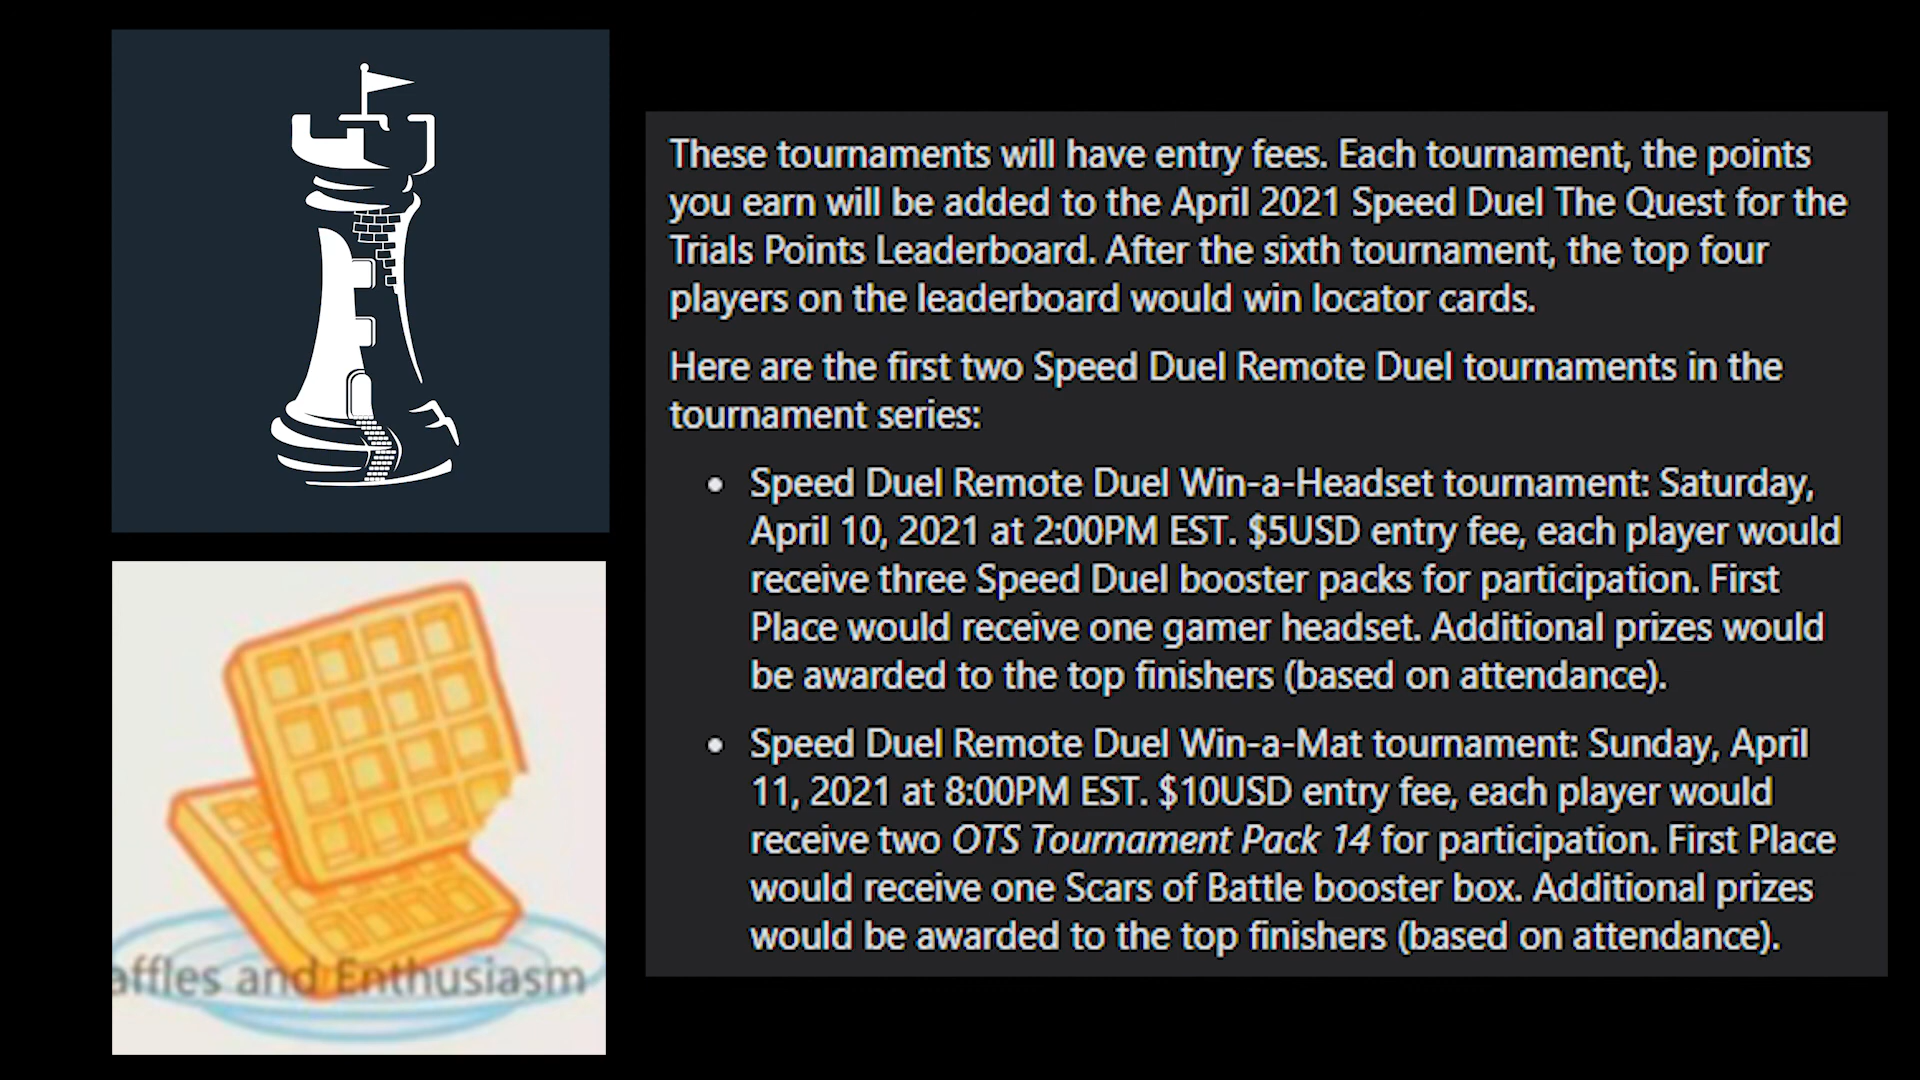 These tournaments will have entry fees. Each tournament, the points
you earn will be added to the April 2021 Speed Duel The Quest for the
Trials Points Leaderboard. After the sixth tournament, the top four
players on the leaderboard would win locator cards.
Here are the first two Speed Duel Remote Duel tournaments in the
tournament series:
• Speed Duel Remote Duel Win-a-Headset tournament: Saturday,
April 10, 2021 at 2:00PM EST. $5USD entry fee, each player would
receive three Speed Duel booster packs for participation. First
Place would receive one gamer headset. Additional prizes would
be awarded to the top finishers (based on attendance).
• Speed Duel Remote Duel Win-a-Mat tournament: Sunday, April
11, 2021 at 8:00PM EST. $10USD entry fee, each player would
receive two OTS Tournament Pack 14 for participation. First Place
would receive one Scars of Battle booster box. Additional prizes
would be awarded to the top finishers (based on attendance).
affles and Enthusiasm